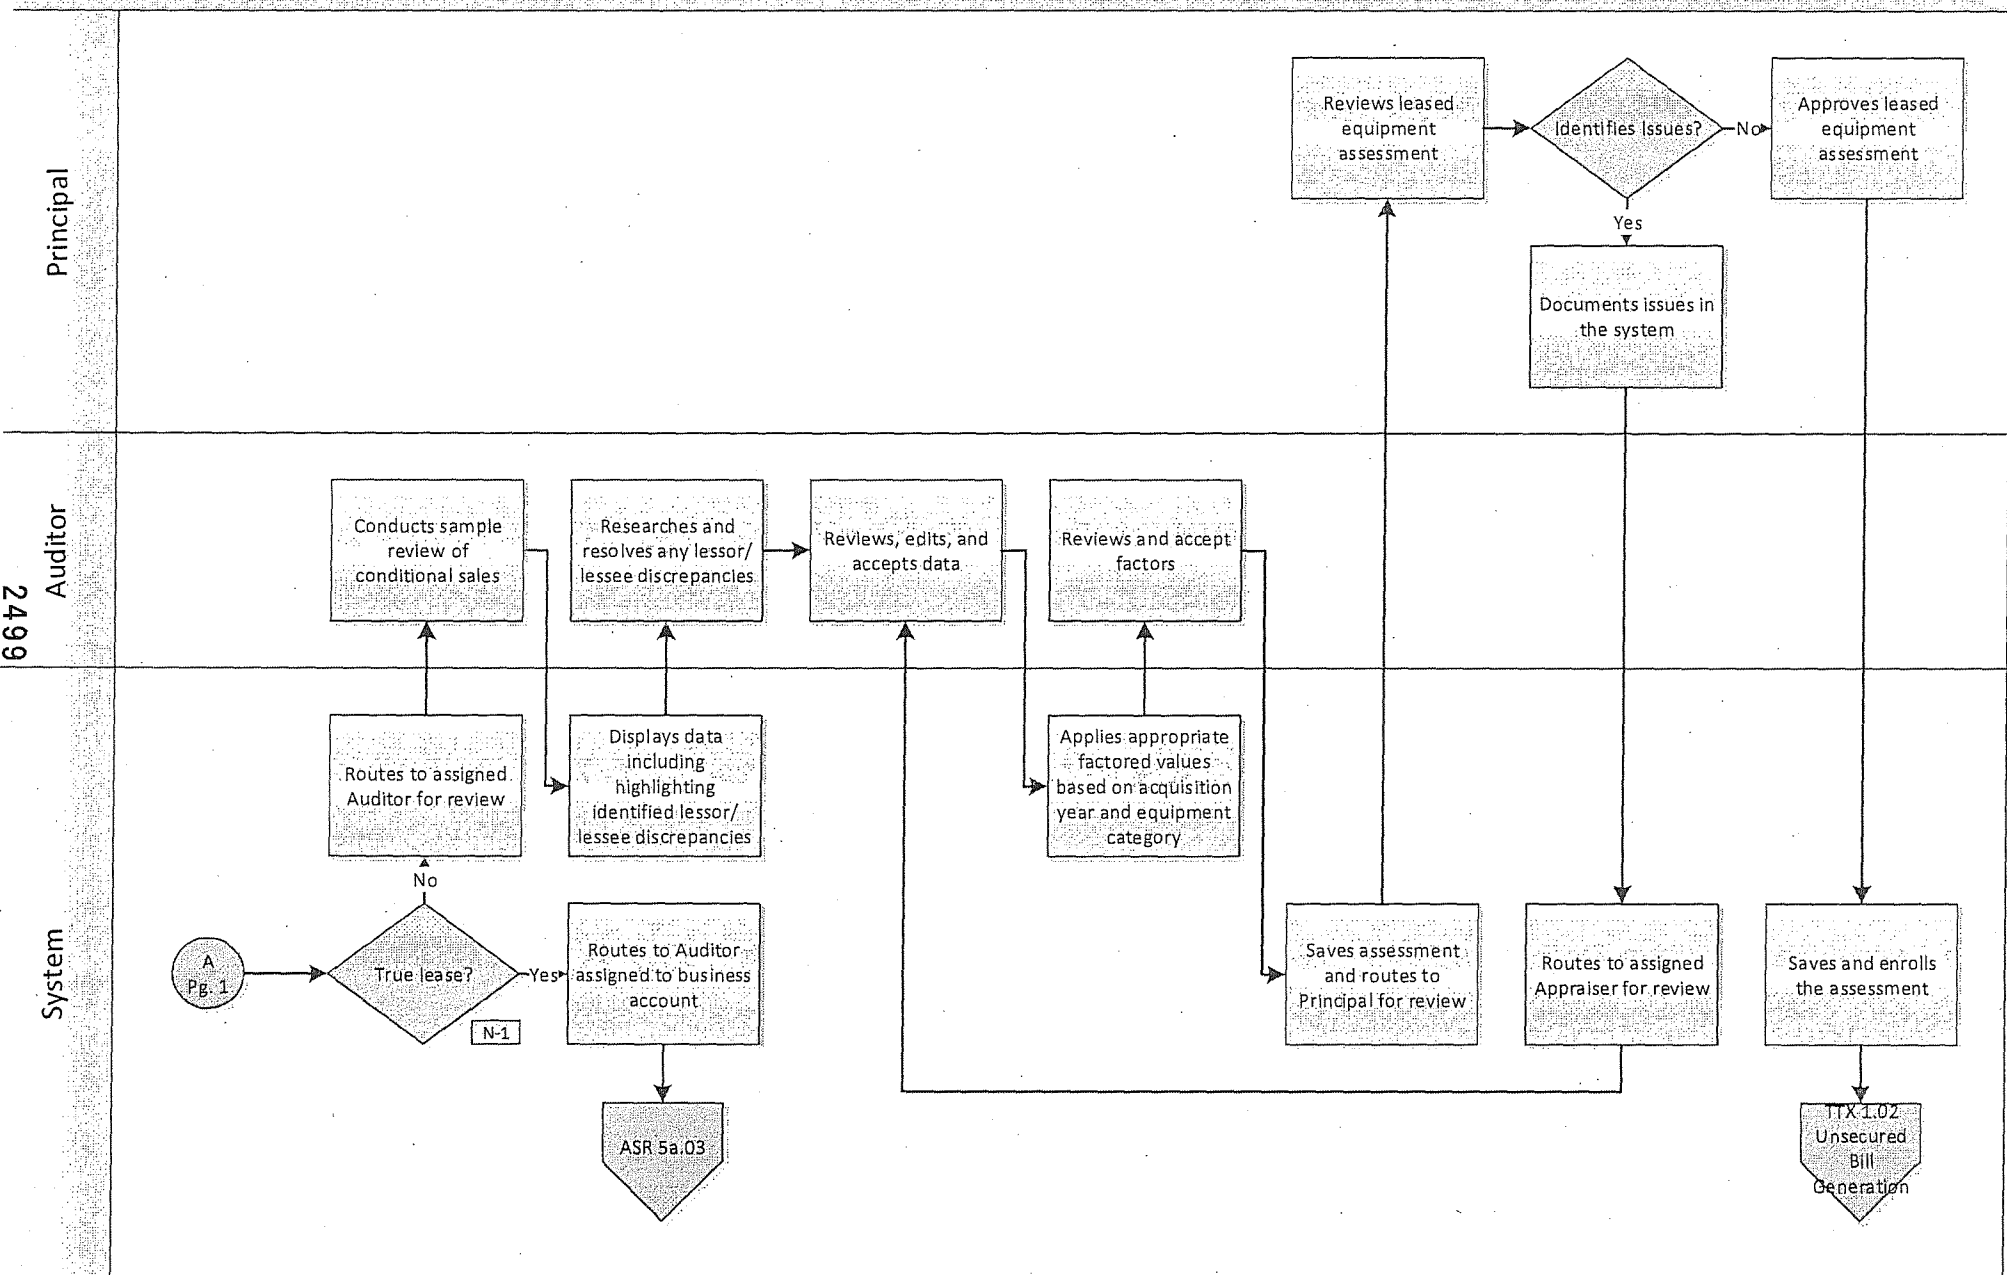 Principal
Reviews leased
equipment
assessment
Identifies Issues?
No
Approves leased
equipment
assessment
Yes
Documents issues in
the system
Auditor
2499
Conducts sample
review of
conditional sales
Researches and
resolves any lessor/
lessee discrepancies
Reviews, edits, and
accepts data
Reviews and accept
factors
System
Routes to assigned
Auditor for review
Displays data
including
highlighting
identified lessor/
lessee discrepancies
Applies appropriate
factored values
based on acquisition
year and equipment
category
No
A
Pg. 1
True lease?
N-1
Yes
Routes to Auditor
assigned to business
account
Saves assessment
and routes to
Principal for review
Routes to assigned
Appraiser for review
Saves and enrolls
the assessment
ASR 5a.03
TTX 1.02
Unsecured
Bill
Generation